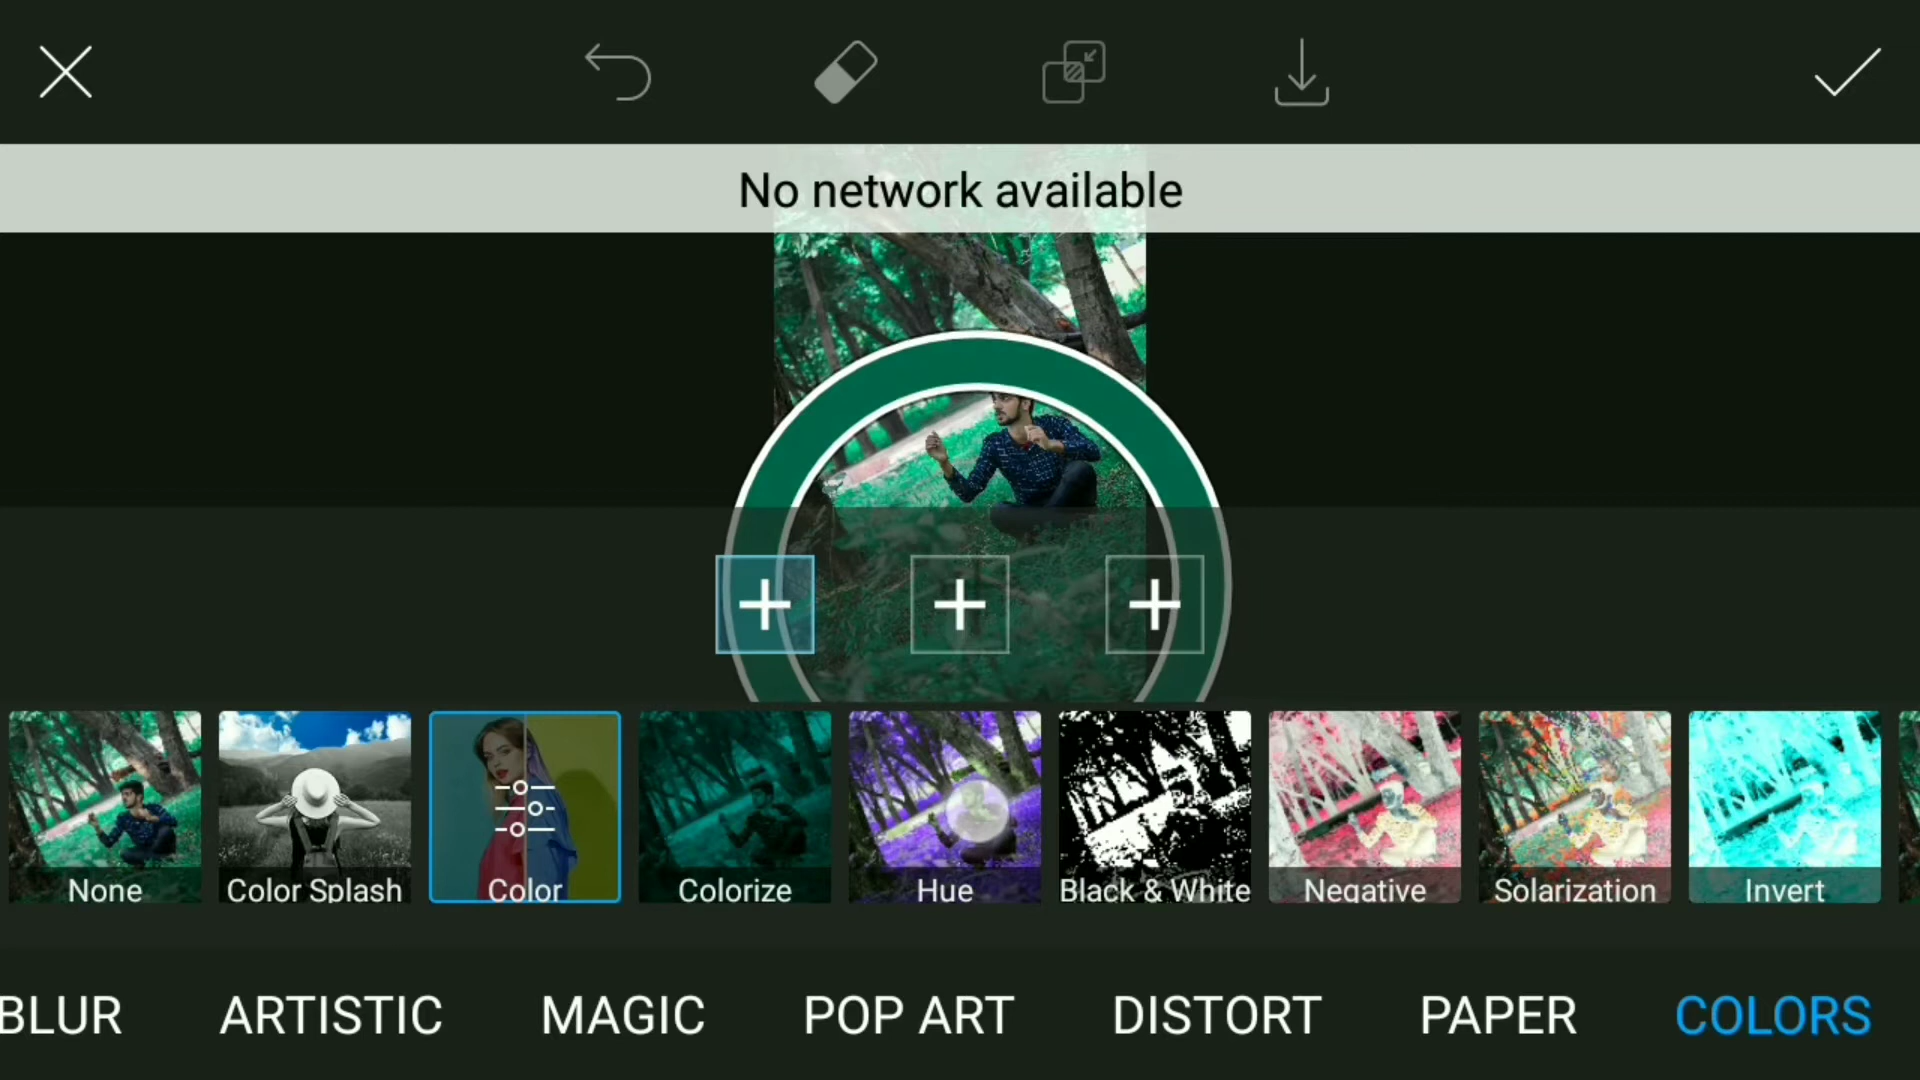 No network available
None
Color Splash
Color
Colorize
Hue
Black & White
Negative
Solarization
Invert
BLUR
ARTISTIC
MAGIC
POP ART
DISTORT
PAPER
COLORS